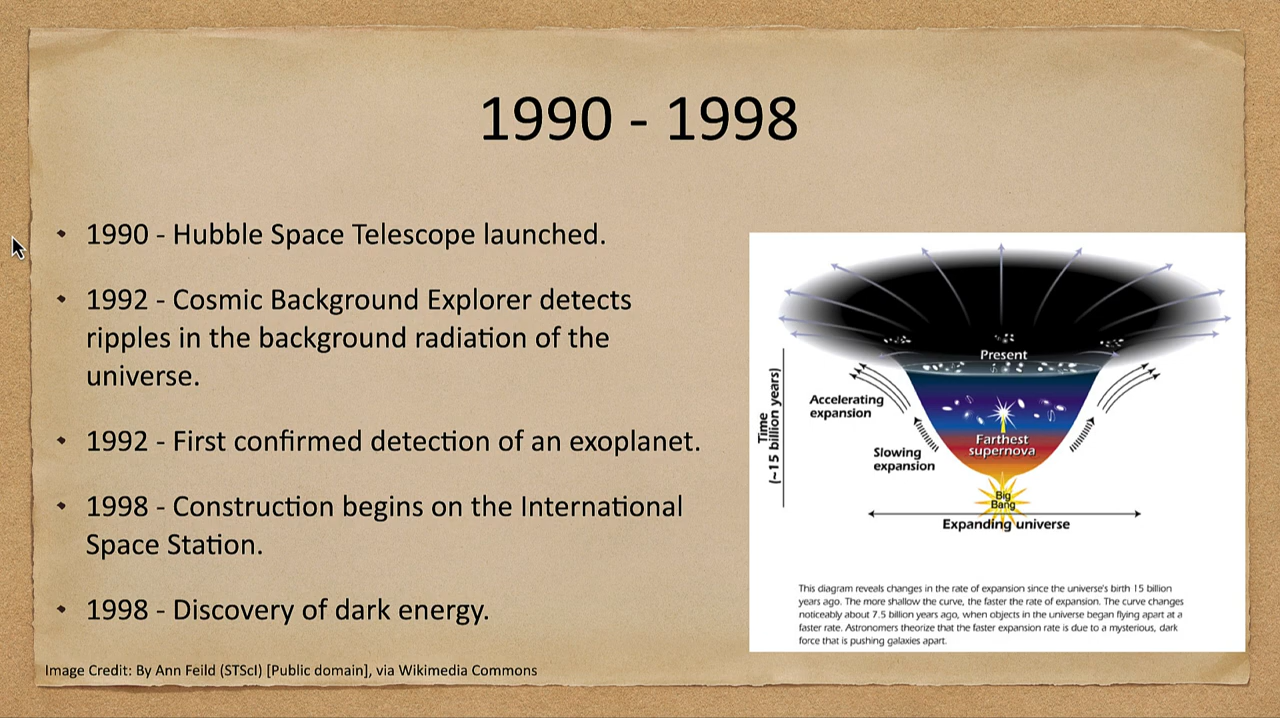 1990 - 1998
• 1990 - Hubble Space Telescope launched.
• 1992 - Cosmic Background Explorer detects
ripples in the background radiation of the
universe.
• 1992 - First confirmed detection of an exoplanet.
• 1998 - Construction begins on the International
Space Station.
• 1998 - Discovery of dark energy.
Present
Time
(~15 billion years)
Accelerating
expansion
Farthest
supernova
Slowing
expansion
Big
Bang
Expanding universe
This diagram reveals changes in the rate of expansion since the universe's birth 15 billion
years ago. The more shallow the curve, the faster the rate of expansion. The curve changes
noticeably about 7.5 billion years ago, when objects in the universe began flying apart at a
faster rate. Astronomers theorize that the faster expansion rate is due to a mysterious, dark
force that is pushing galaxies apart.
Image Credit: By Ann Feild (STScI) [Public domain], via Wikimedia Commons